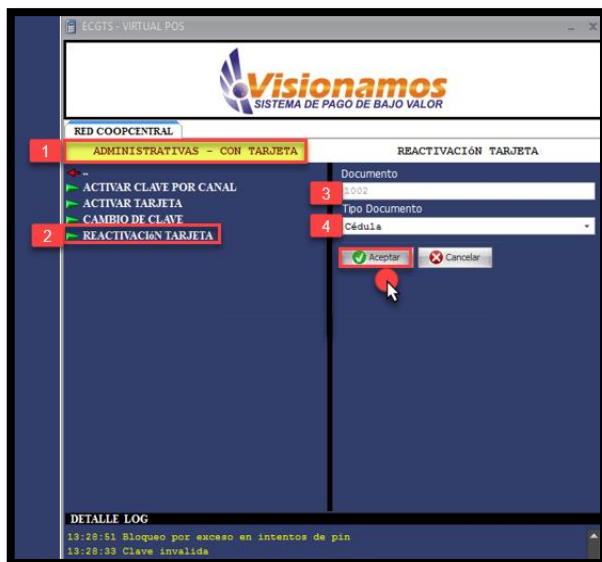 ECGTS - VIRTUAL POS
Visionamos
SISTEMA DE PAGO DE BAJO VALOR
RED COOPCENTRAL
1
ADMINISTRATIVAS - CON TARJETA
REACTIVACIóN TARJETA
..
ACTIVAR CLAVE POR CANAL
ACTIVAR TARJETA
CAMBIO DE CLAVE
2
REACTIVACIóN TARJETA
Documento
3
1002
Tipo Documento
4
Cédula
Aceptar
Cancelar
DETALLE LOG
13:28:51 Bloqueo por exceso en intentos de pin
13:28:33 Clave invalida